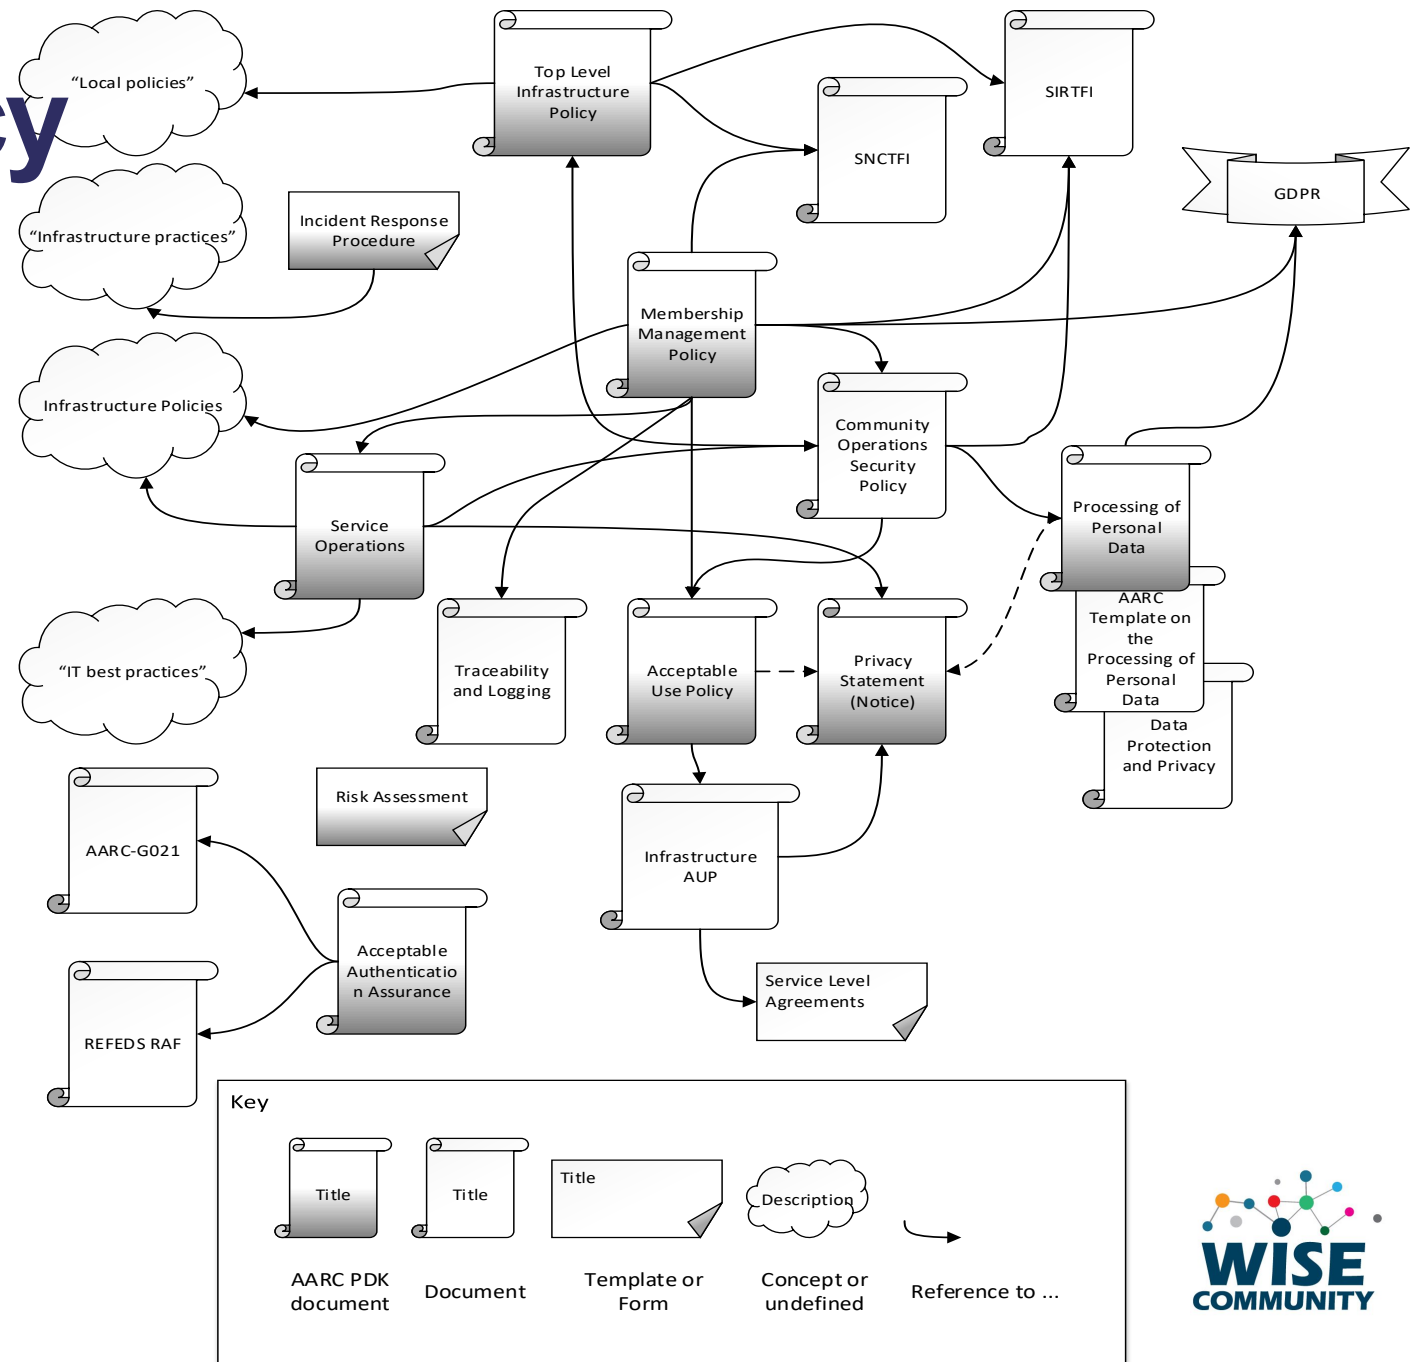 cy
“Local policies”
Top Level
Infrastructure
Policy
SIRTFI
SNCTFI
GDPR
“Infrastructure practices”
Incident Response
Procedure
Membership
Management
Policy
Infrastructure Policies
Community
Operations
Security
Policy
Service
Operations
Processing of
Personal
Data
AARC
Template on
the
Processing of
Personal
Data
Data
Protection
and Privacy
“IT best practices”
Traceability
and Logging
Acceptable
Use Policy
Privacy
Statement
(Notice)
AARC-G021
Risk Assessment
Infrastructure
AUP
Acceptable
Authenticatio
n Assurance
REFEDS RAF
Service Level
Agreements
Key
Title
Title
Title
Description
AARC PDK
document
Document
Template or
Form
Concept or
undefined
Reference to ...
WISE
COMMUNITY